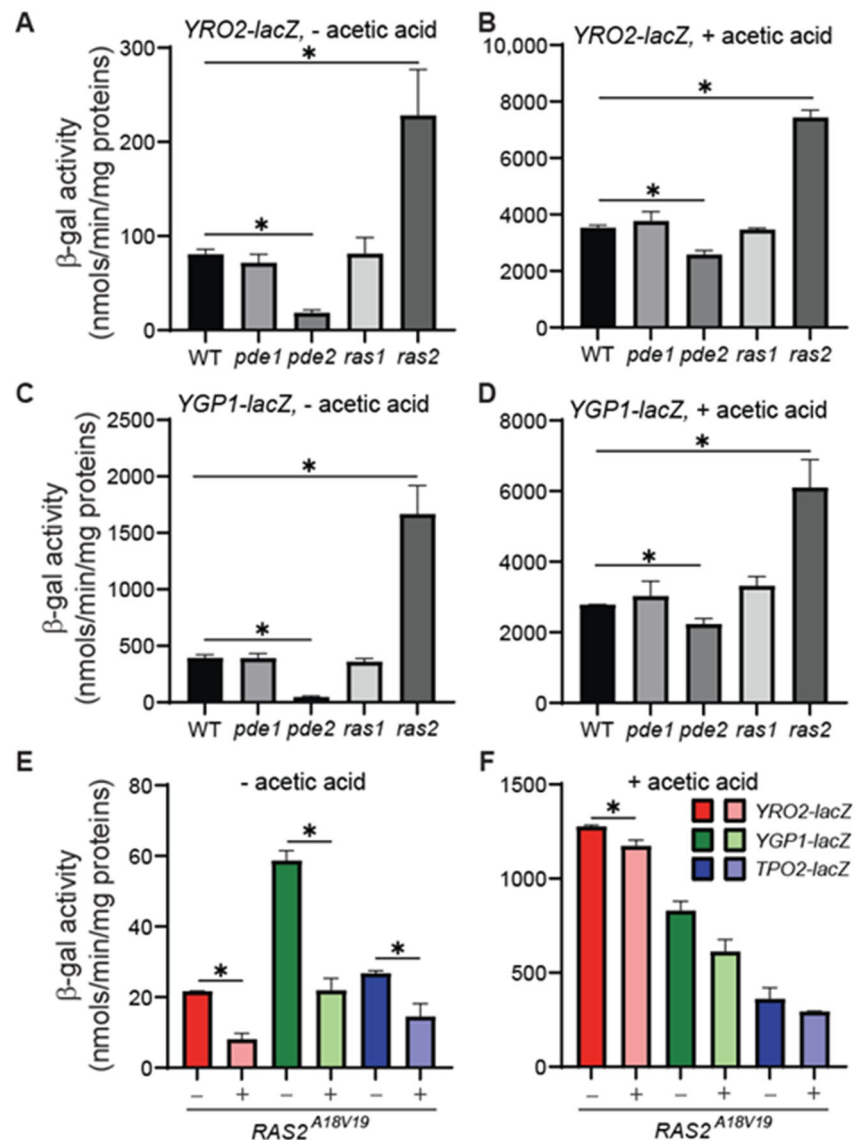 A
YRO2-lacZ, - acetic acid
β-gal activity
(nmols/min/mg proteins)
300
200
100
0
*
*
WT pde1 pde2 ras1 ras2
B
YRO2-lacZ, + acetic acid
10,000
8000
6000
4000
2000
0
*
*
WT pde1 pde2 ras1 ras2
C
YGP1-lacZ, - acetic acid
β-gal activity
(nmols/min/mg proteins)
2500
2000
1500
1000
500
0
*
*
WT pde1 pde2 ras1 ras2
D
YGP1-lacZ, + acetic acid
8000
6000
4000
2000
0
*
*
WT pde1 pde2 ras1 ras2
E
- acetic acid
β-gal activity
(nmols/min/mg proteins)
80
60
40
20
0
*
*
*
– + – + – +
RAS2A18V19
F
+ acetic acid
1500
1000
500
0
*
YRO2-lacZ
YGP1-lacZ
TPO2-lacZ
– + – + – +
RAS2A18V19